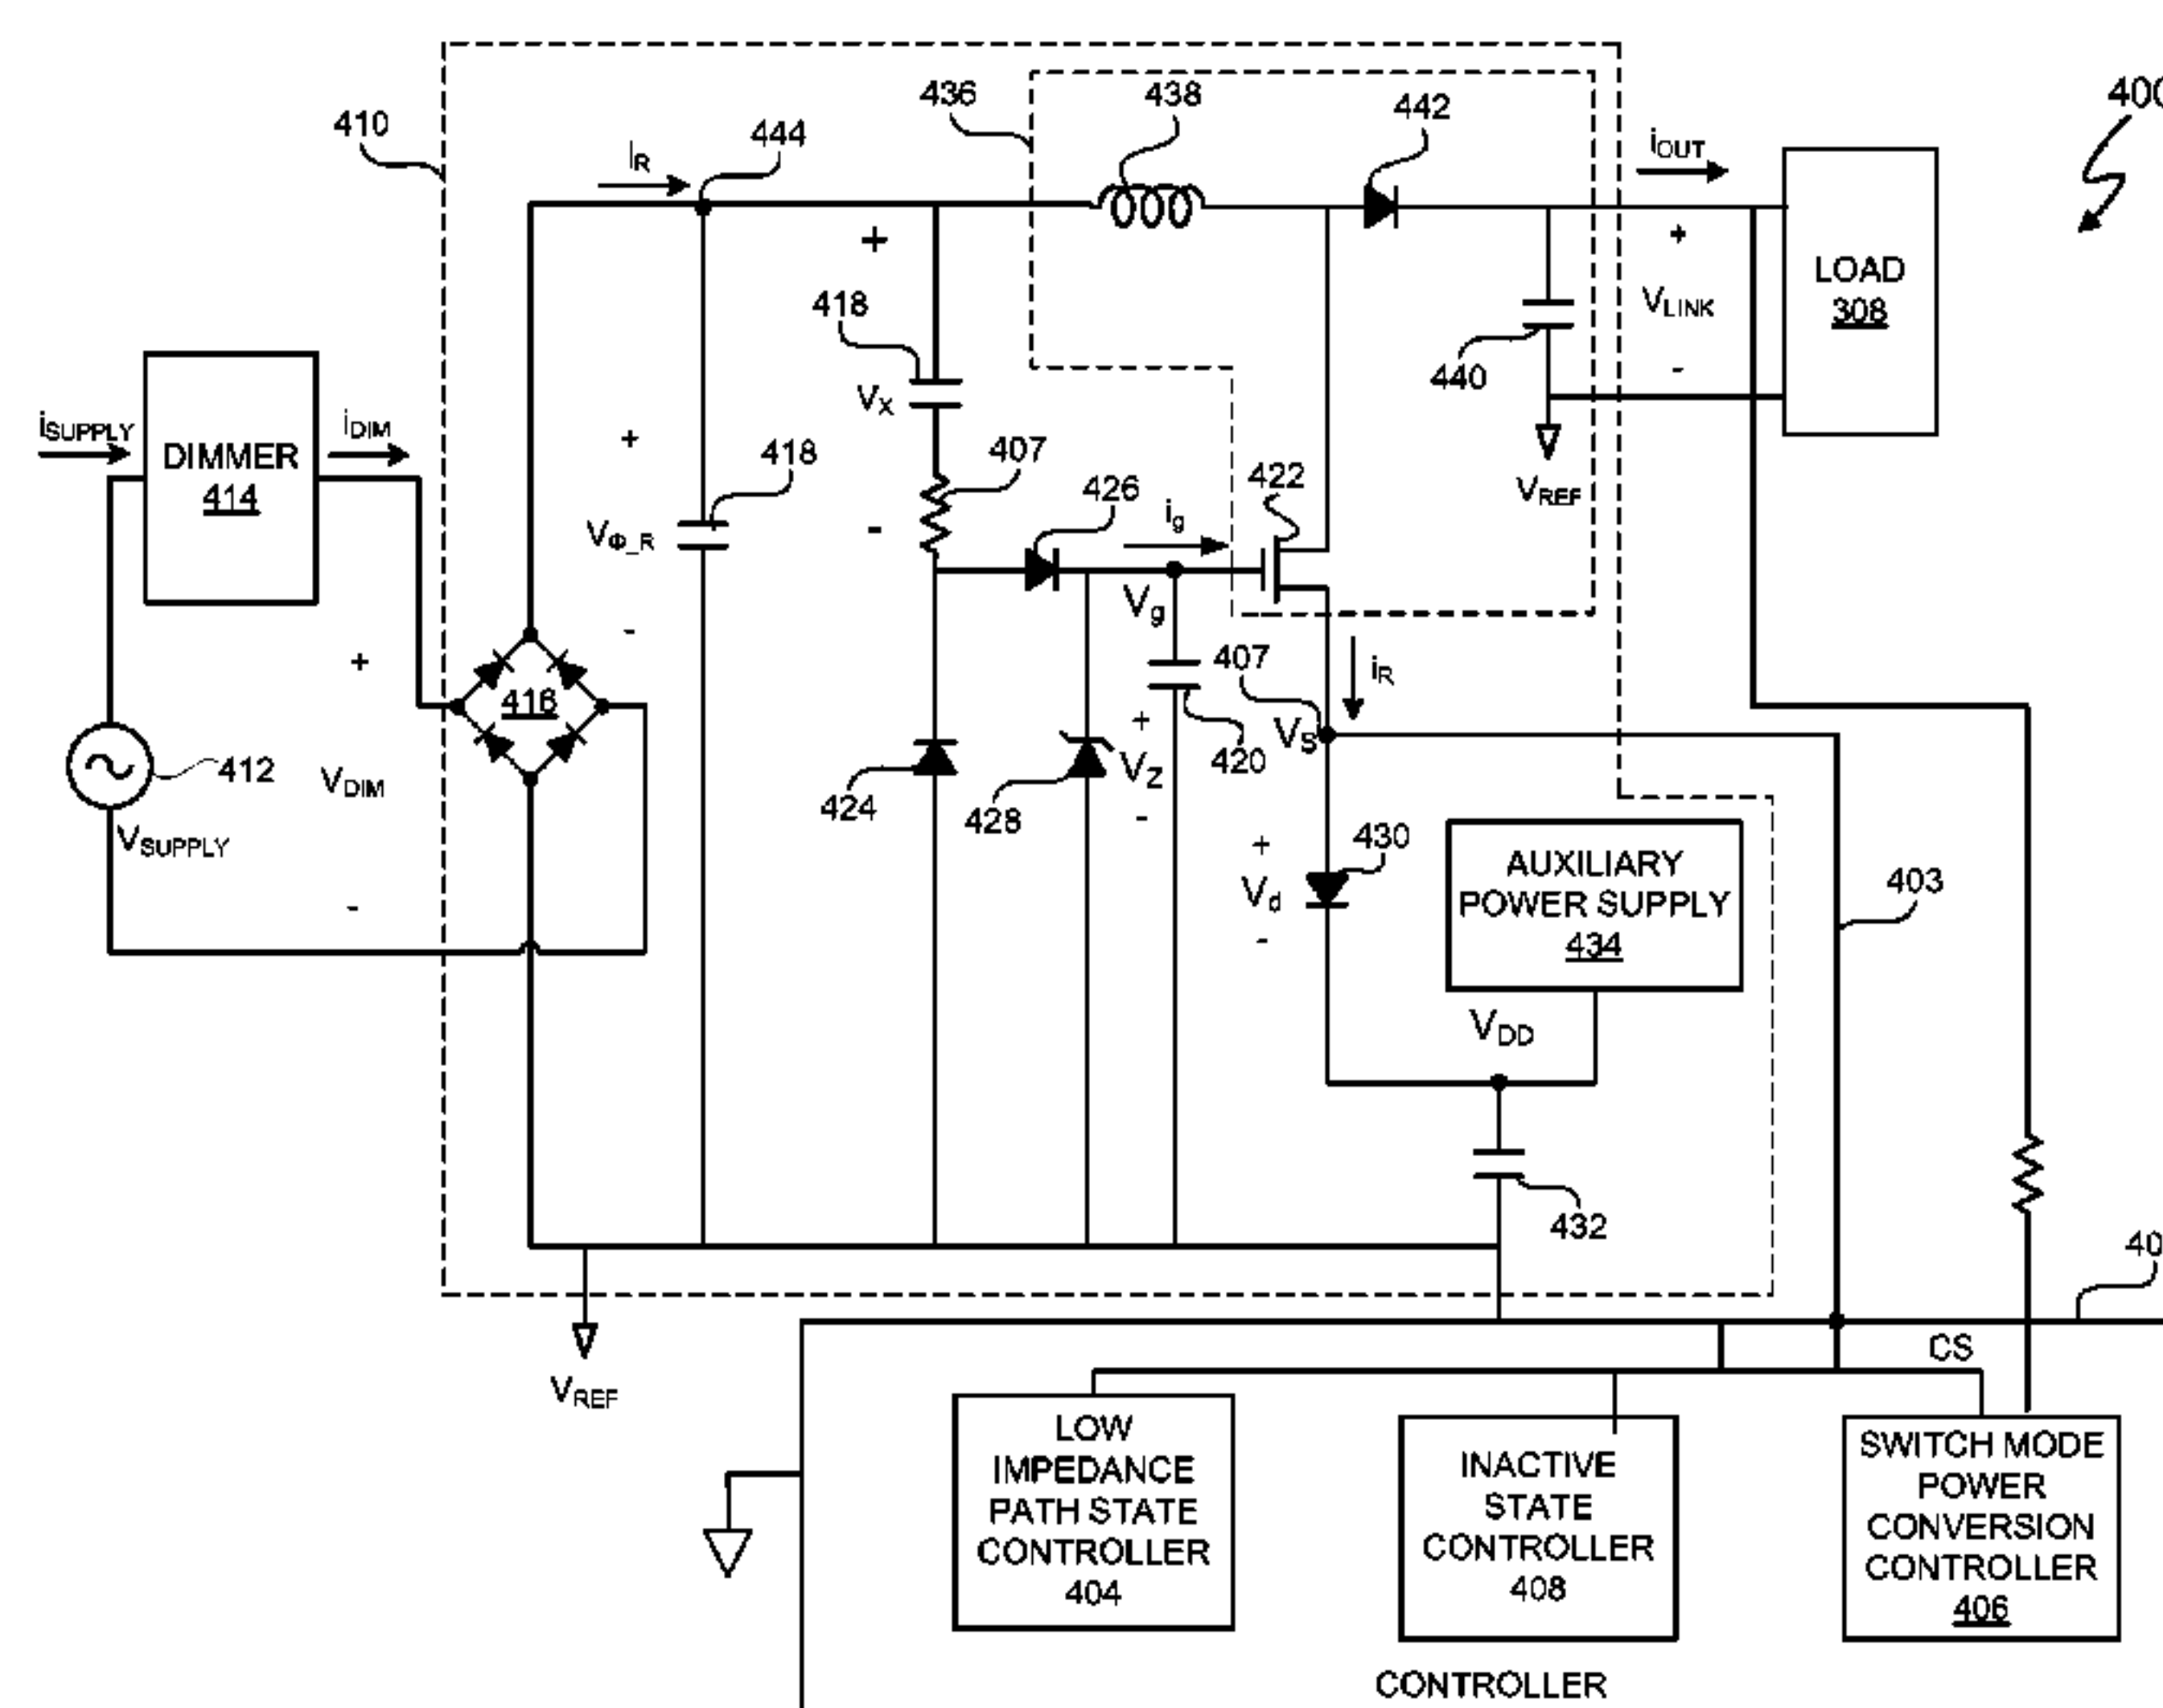 400
436
438
442
410
444
iR
iOUT
+
418
+
LOAD
308
VLINK
VX
440
-
iSUPPLY
iDIM
DIMMER
414
+
418
407
VΦ_R
-
426
ig
422
VREF
Vg
-
+
416
407
iR
VS
+
412
VDIM
VZ
420
424
428
-
VSUPPLY
+
430
Vd
-
AUXILIARY
POWER SUPPLY
434
403
-
VDD
432
40
VREF
CS
LOW
IMPEDANCE
PATH STATE
CONTROLLER
404
INACTIVE
STATE
CONTROLLER
408
SWITCH MODE
POWER
CONVERSION
CONTROLLER
406
CONTROLLER